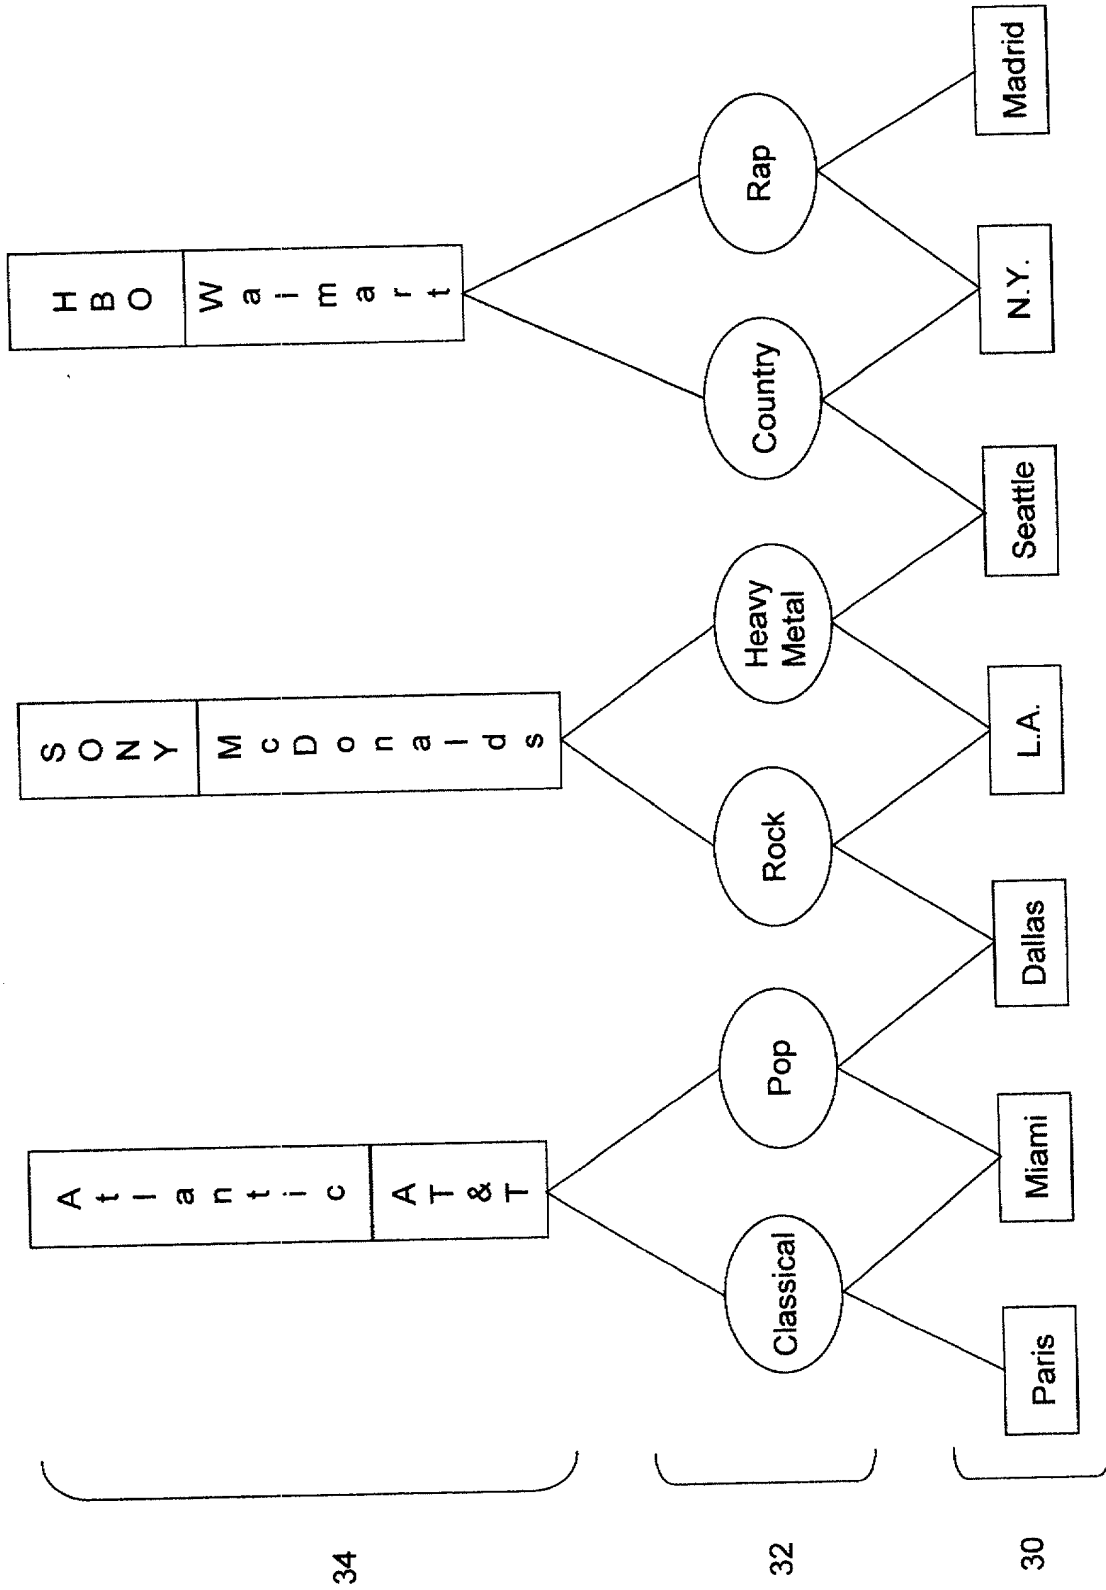 34
Atlantic
AT&T
SONY
McDonalds
HBO
Waimart
32
Classical
Pop
Rock
Heavy
Metal
Country
Rap
30
Paris
Miami
Dallas
L.A.
Seattle
N.Y.
Madrid